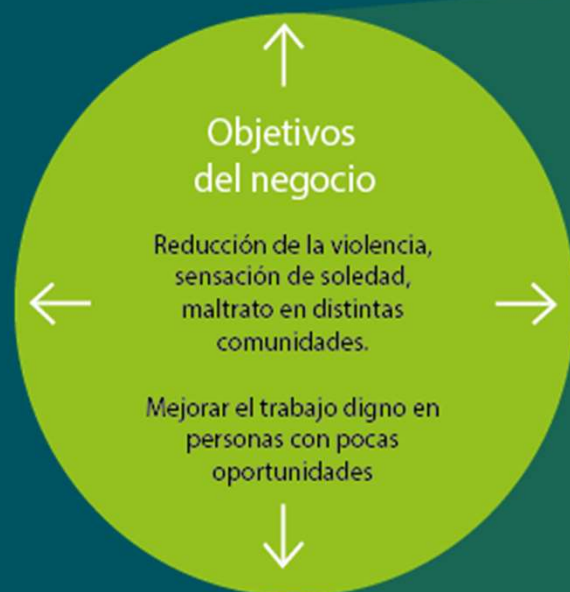 Objetivos
del negocio
Reducción de la violencia,
sensación de soledad,
maltrato en distintas
comunidades.
Mejorar el trabajo digno en
personas con pocas
oportunidades